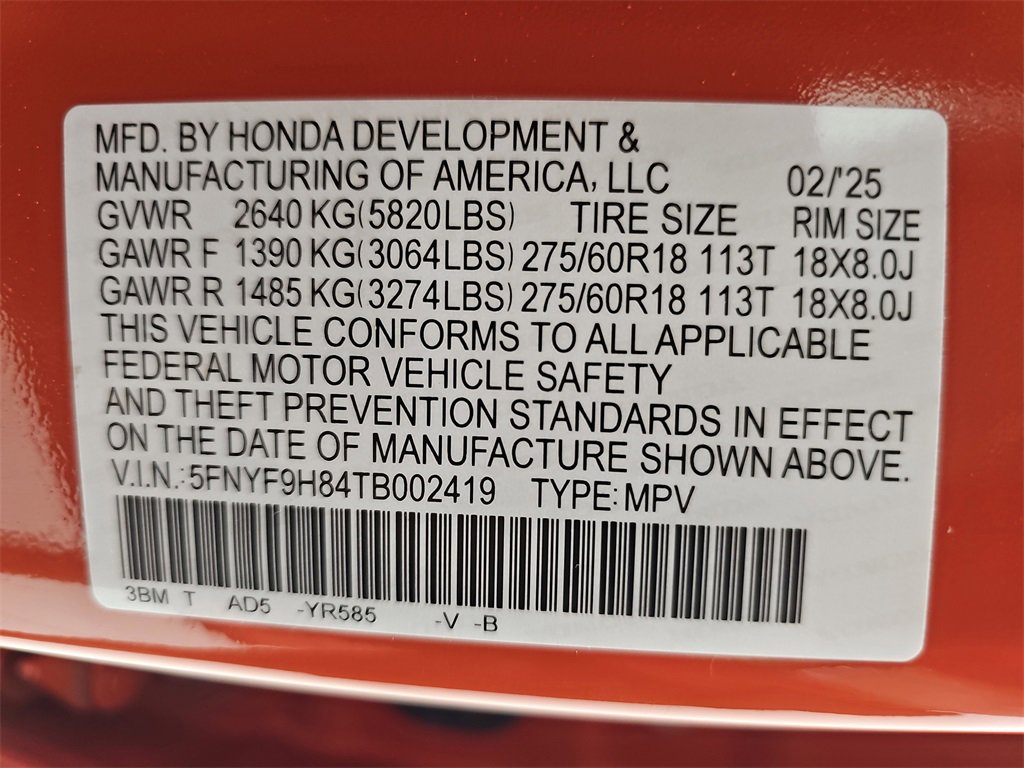 MFD. BY HONDA DEVELOPMENT &
MANUFACTURING OF AMERICA, LLC 02/'25
GVWR 2640 KG(5820LBS) TIRE SIZE RIM SIZE
GAWR F 1390 KG(3064LBS) 275/60R18 113T 18X8.0J
GAWR R 1485 KG(3274LBS) 275/60R18 113T 18X8.0J
THIS VEHICLE CONFORMS TO ALL APPLICABLE
FEDERAL MOTOR VEHICLE SAFETY
AND THEFT PREVENTION STANDARDS IN EFFECT
ON THE DATE OF MANUFACTURE SHOWN ABOVE.
V.I.N.: 5FNYF9H84TB002419 TYPE: MPV
3BM T AD5 -YR585 -V -B